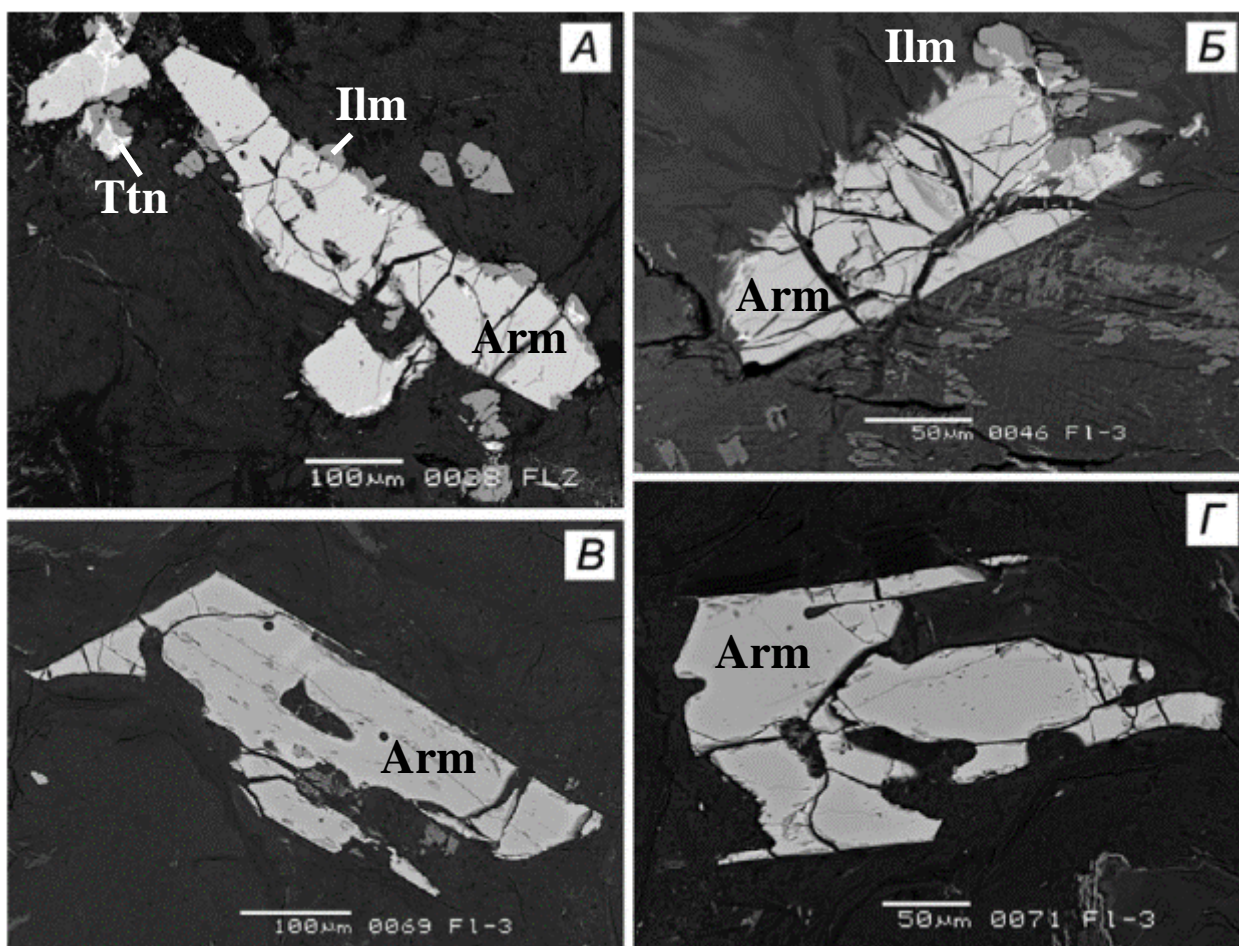 А
Ilm
Ttn
Arm
100µm 0038 FL2
Б
Ilm
Arm
50µm 0046 Fl-3
В
Arm
100µm 0069 Fl-3
Г
Arm
50µm 0071 Fl-3